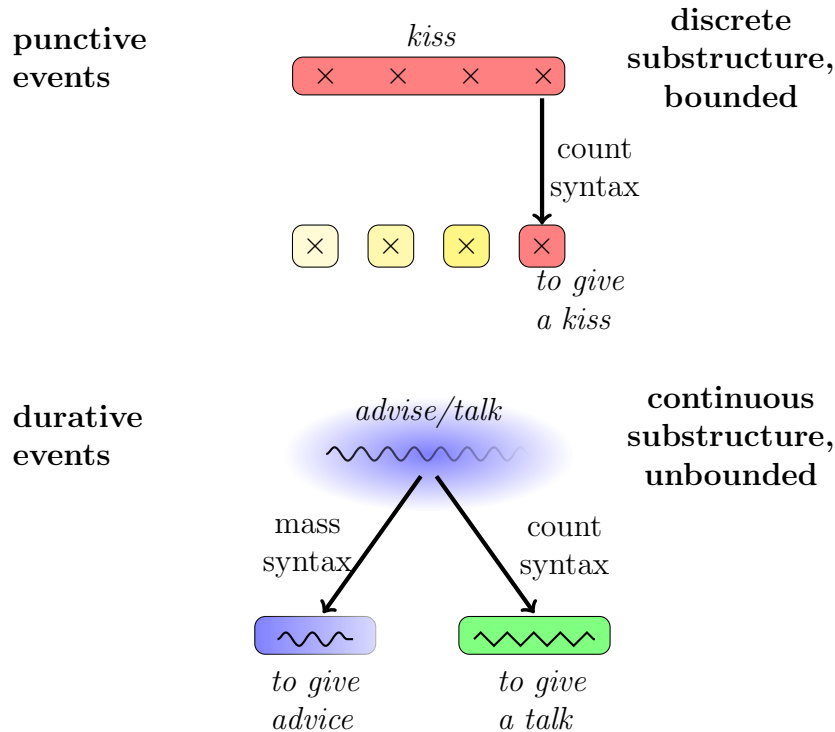 punctive
events
kiss
discrete
substructure,
bounded
count
syntax
to give
a kiss
durative
events
advise/talk
continuous
substructure,
unbounded
mass
syntax
count
syntax
to give
advice
to give
a talk